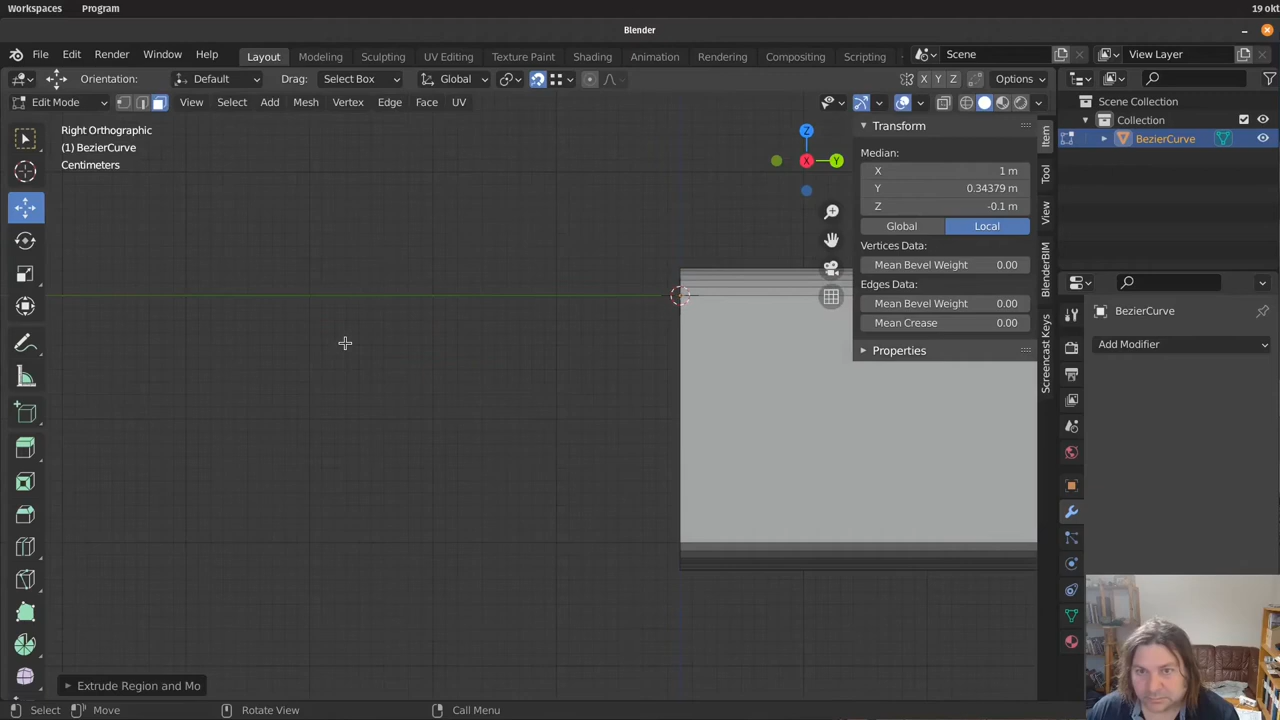 Workspaces Program 19 okt
Blender
File Edit Render Window Help Layout Modeling Sculpting UV Editing Texture Paint Shading Animation Rendering Compositing Scripting Scene View Layer
Orientation: Default Drag: Select Box Global X Y Z Options
Edit Mode View Select Add Mesh Vertex Edge Face UV
Scene Collection
Collection
BezierCurve
Right Orthographic
(1) BezierCurve
Centimeters
Z
X
Y
Transform
Median:
X 1 m
Y 0.34379 m
Z -0.1 m
Global Local
Vertices Data:
Mean Bevel Weight 0.00
Edges Data:
Mean Bevel Weight 0.00
Mean Crease 0.00
Properties
Item
Tool
View
BlenderBIM
Screencast Keys
BezierCurve
Add Modifier
Extrude Region and Mo
Select Move Rotate View Call Menu